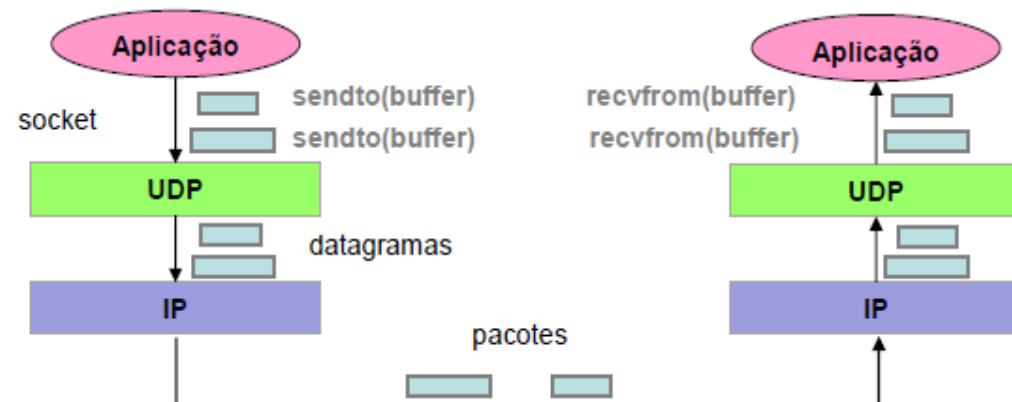 Aplicação
Aplicação
sendto(buffer)
recvfrom(buffer)
socket
sendto(buffer)
recvfrom(buffer)
UDP
UDP
datagramas
IP
IP
pacotes